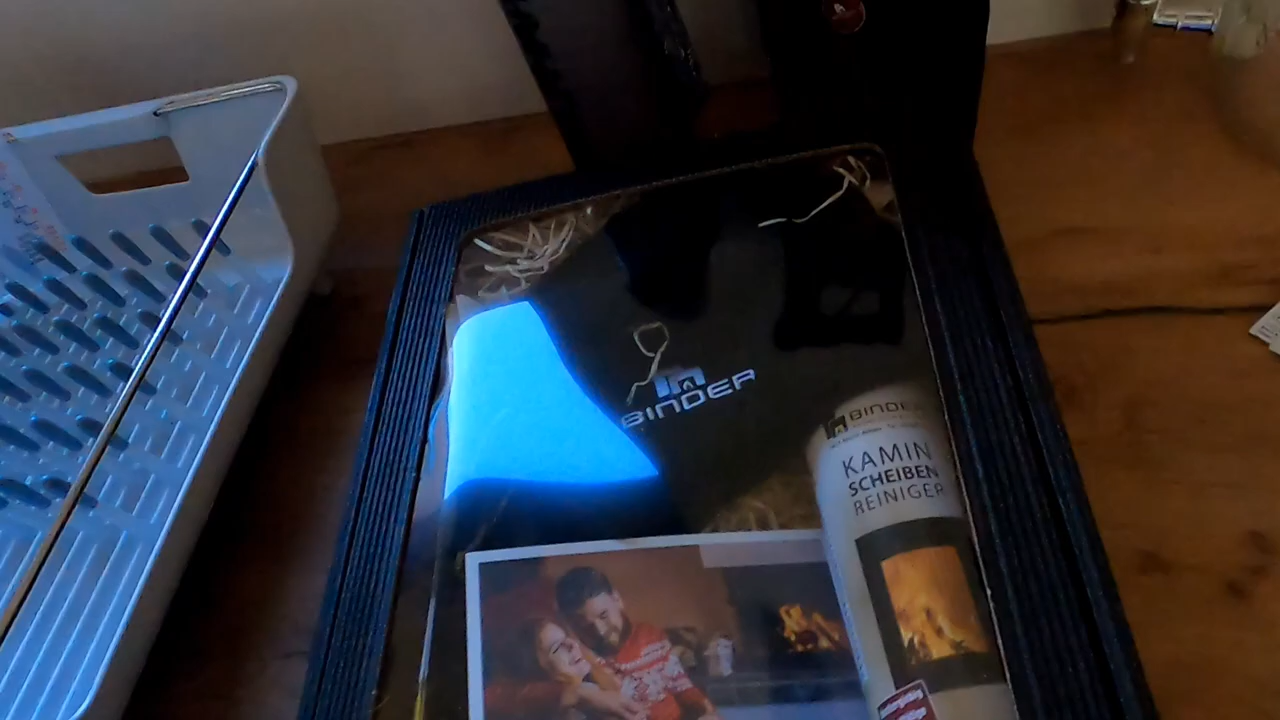 BINDER
BINDER
KAMIN
SCHEIBEN
REINIGER